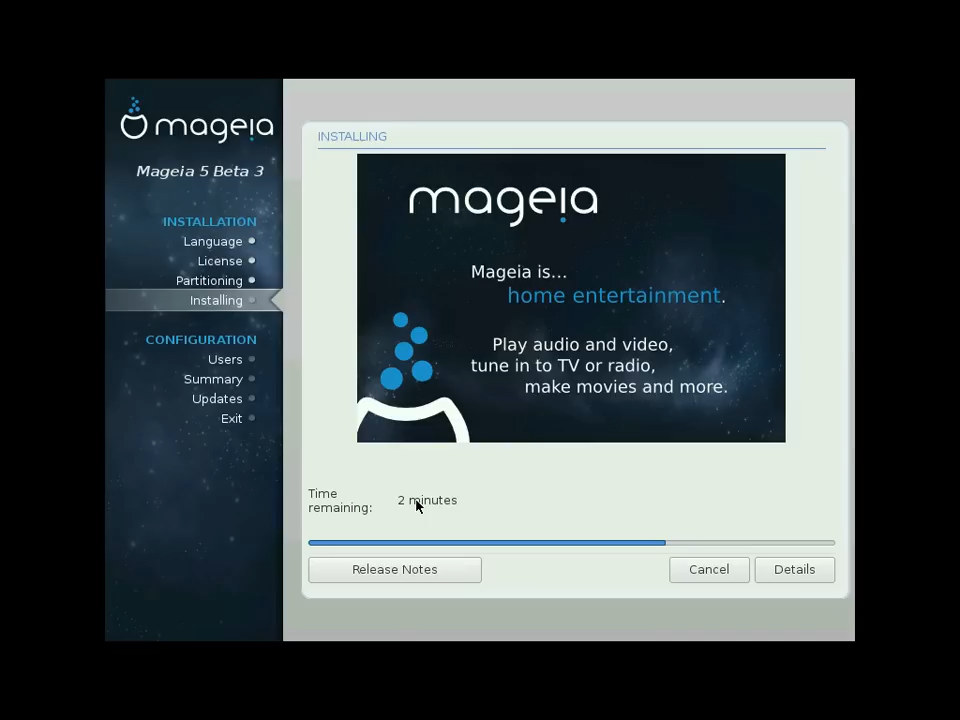 mageia
Mageia 5 Beta 3
INSTALLATION
Language
License
Partitioning
Installing
CONFIGURATION
Users
Summary
Updates
Exit
INSTALLING
mageia
Mageia is...
home entertainment.
Play audio and video,
tune in to TV or radio,
make movies and more.
Time
remaining:
2 minutes
Release Notes
Cancel
Details